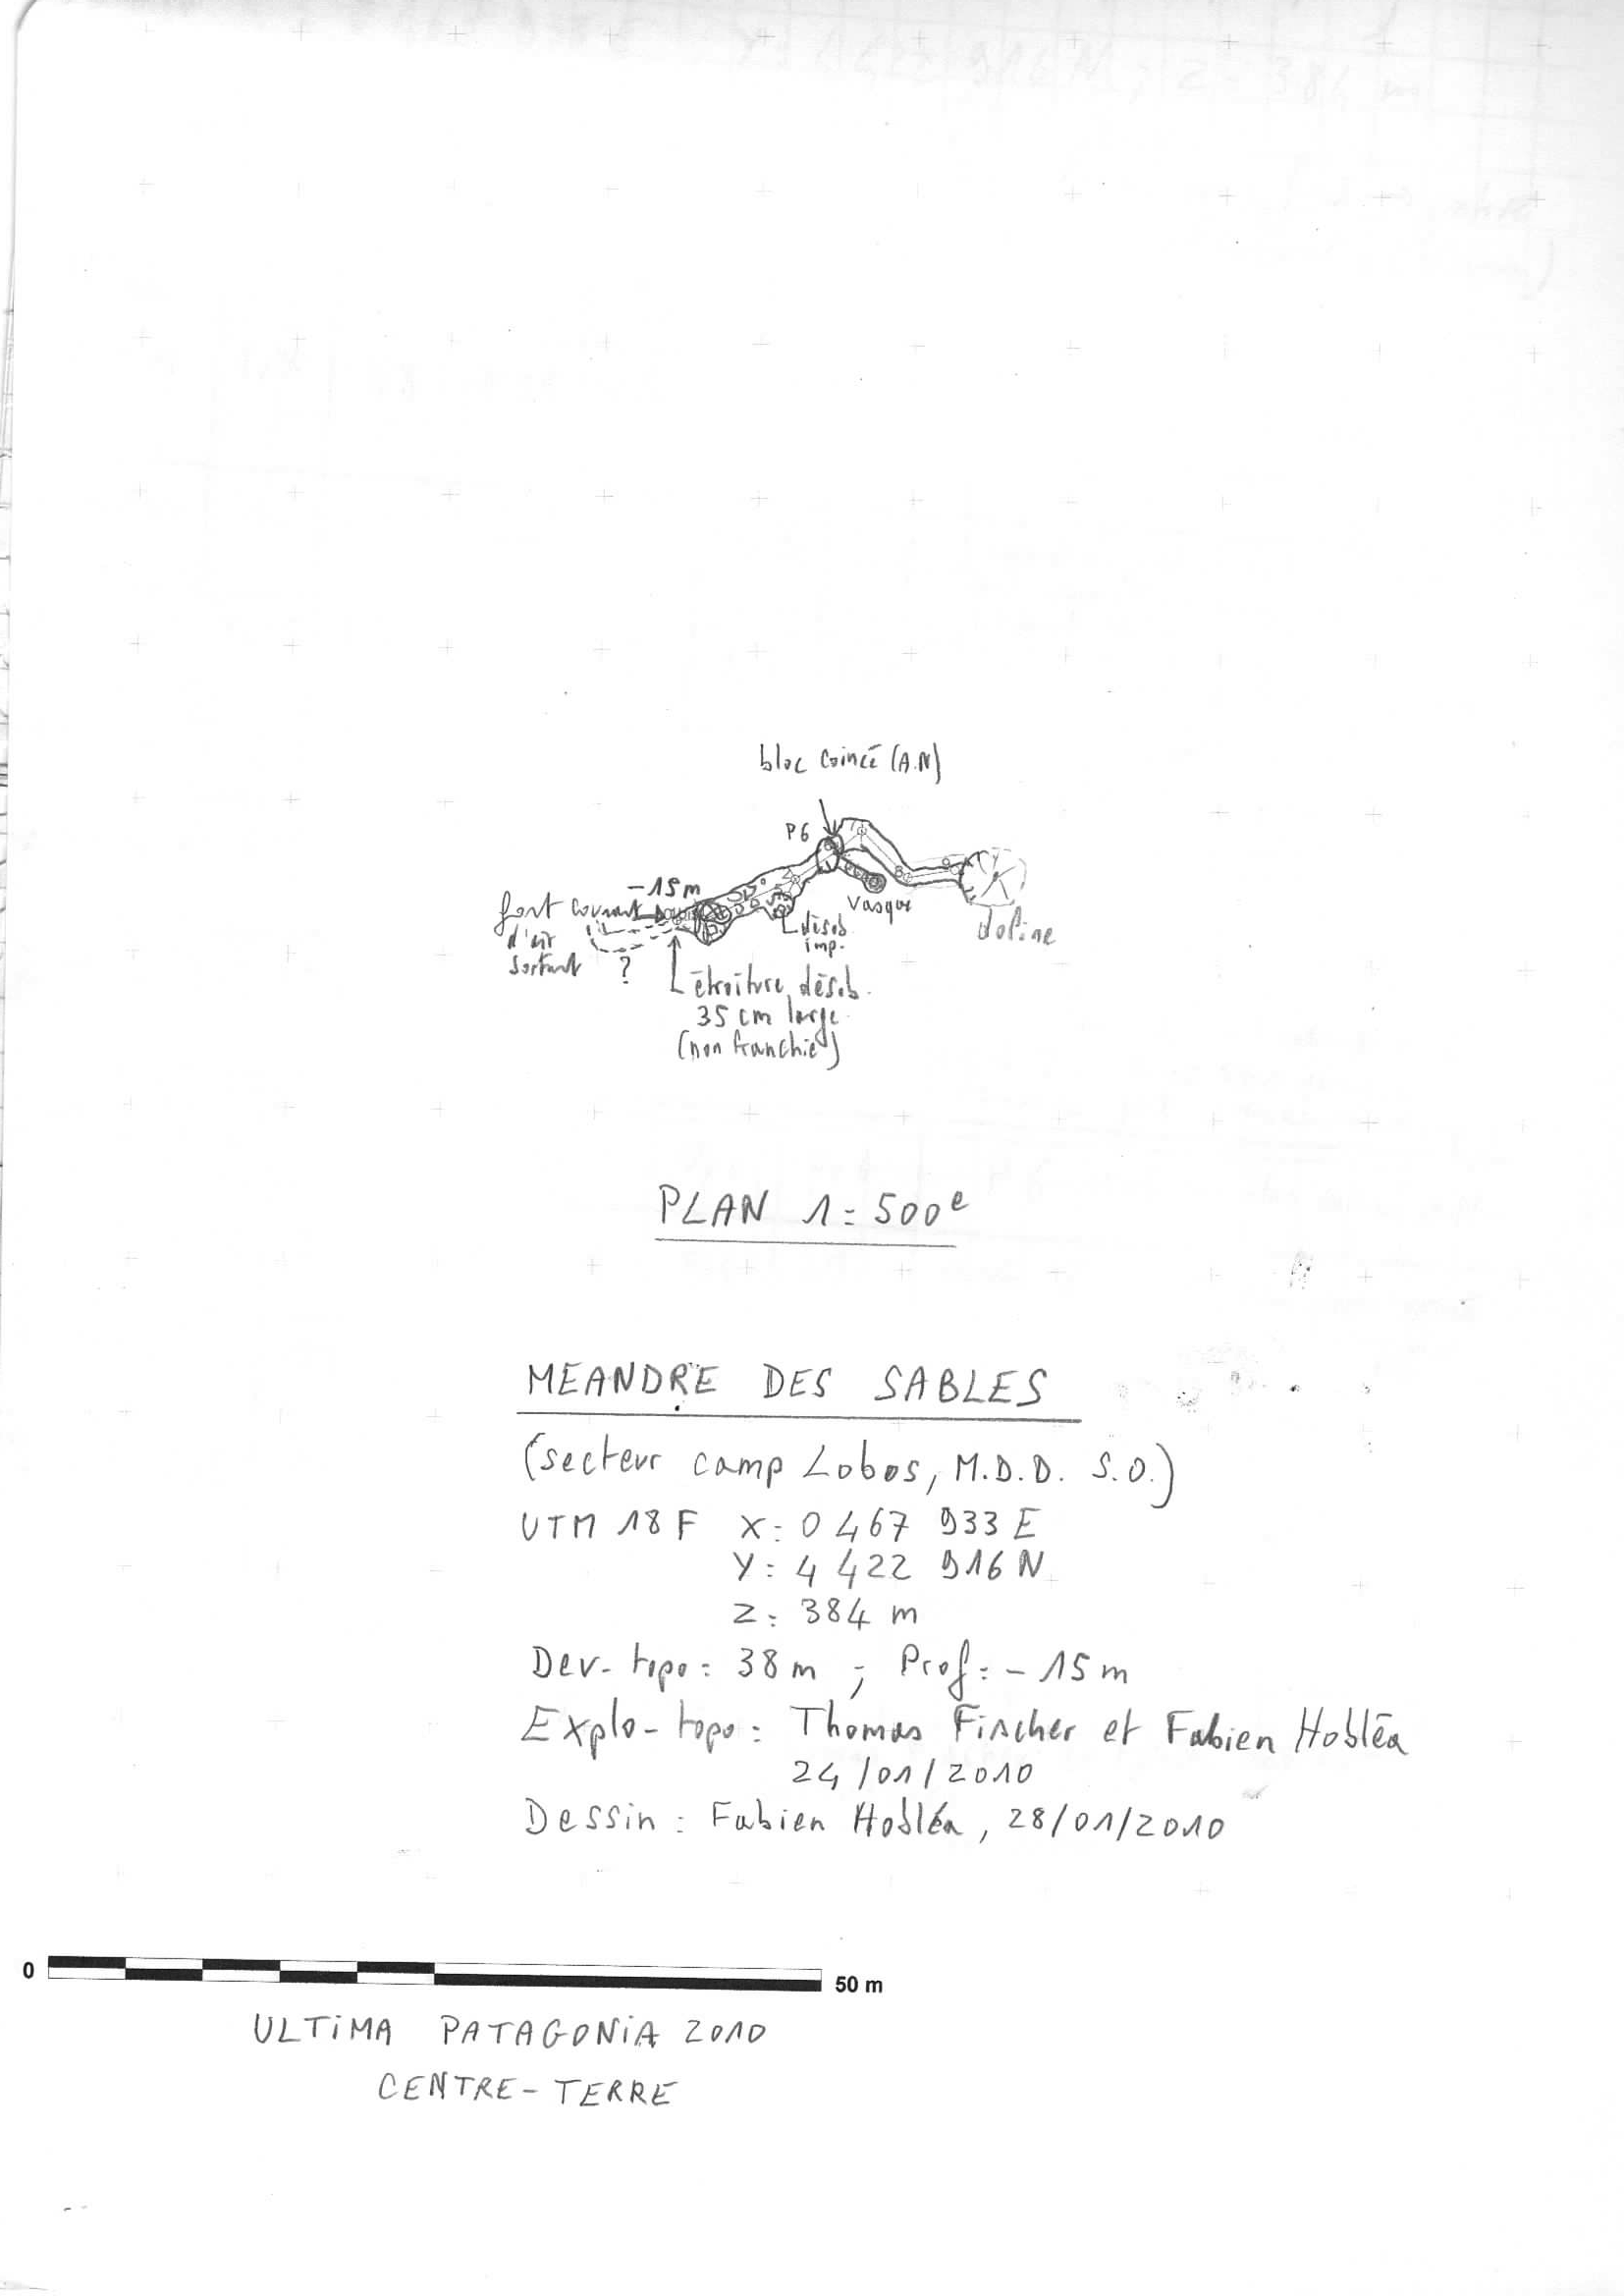 bloc coincé (A.N)
P6
-15m
fort courant
d'air
sortant
?
vasque
doline
désob.
imp.
étroiture désob.
35 cm large
(non franchie)
PLAN 1=500e
MEANDRE DES SABLES
(secteur camp Lobos, M.D.D. S.O.)
UTM 18 F X: 0 467 933 E
Y: 4 422 916 N
Z: 384 m
Dev-topo: 38 m ; Prof: -15 m
Explo-topo: Thomas Fischer et Fabien Hobléa
24/01/2010
Dessin: Fabien Hobléa, 28/01/2010
0 50 m
ULTIMA PATAGONIA 2010
CENTRE-TERRE